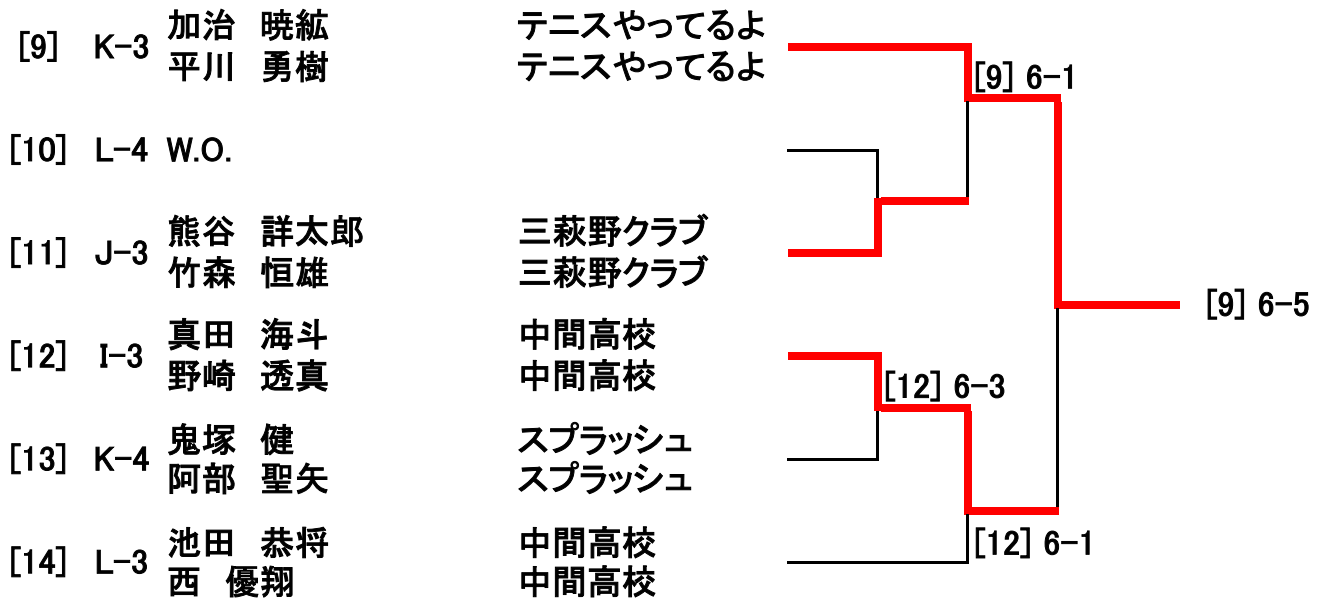 加治 暁紘 テニスやってるよ
[9] K-3
平川 勇樹 テニスやってるよ
[9] 6-1
[10] L-4 W.O.
熊谷 詳太郎 三萩野クラブ
[11] J-3
竹森 恒雄 三萩野クラブ
[9] 6-5
真田 海斗 中間高校
[12] I-3
野崎 透真 中間高校
[12] 6-3
鬼塚 健 スプラッシュ
[13] K-4
阿部 聖矢 スプラッシュ
池田 恭将 中間高校
[12] 6-1
[14] L-3
西 優翔 中間高校